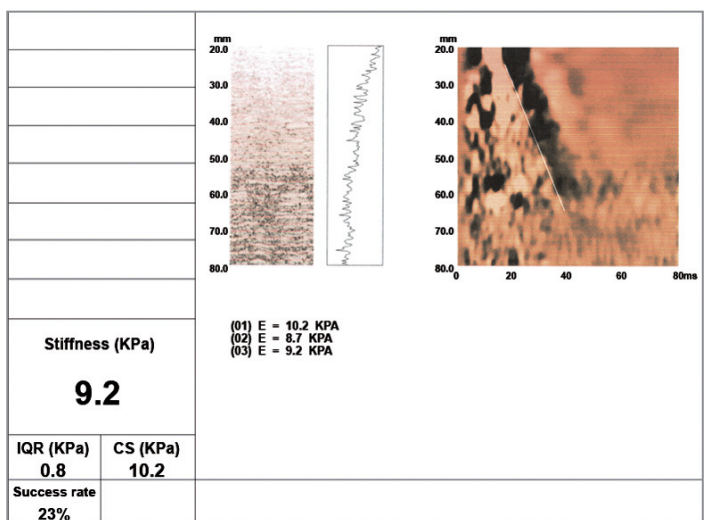 mm
20.0
30.0
40.0
50.0
60.0
70.0
80.0
mm
20.0
30.0
40.0
50.0
60.0
70.0
80.0
0 20 40 60 80ms
(01) E = 10.2 KPA
(02) E = 8.7 KPA
(03) E = 9.2 KPA
Stiffness (KPa)
9.2
IQR (KPa) CS (KPa)
0.8 10.2
Success rate
23%